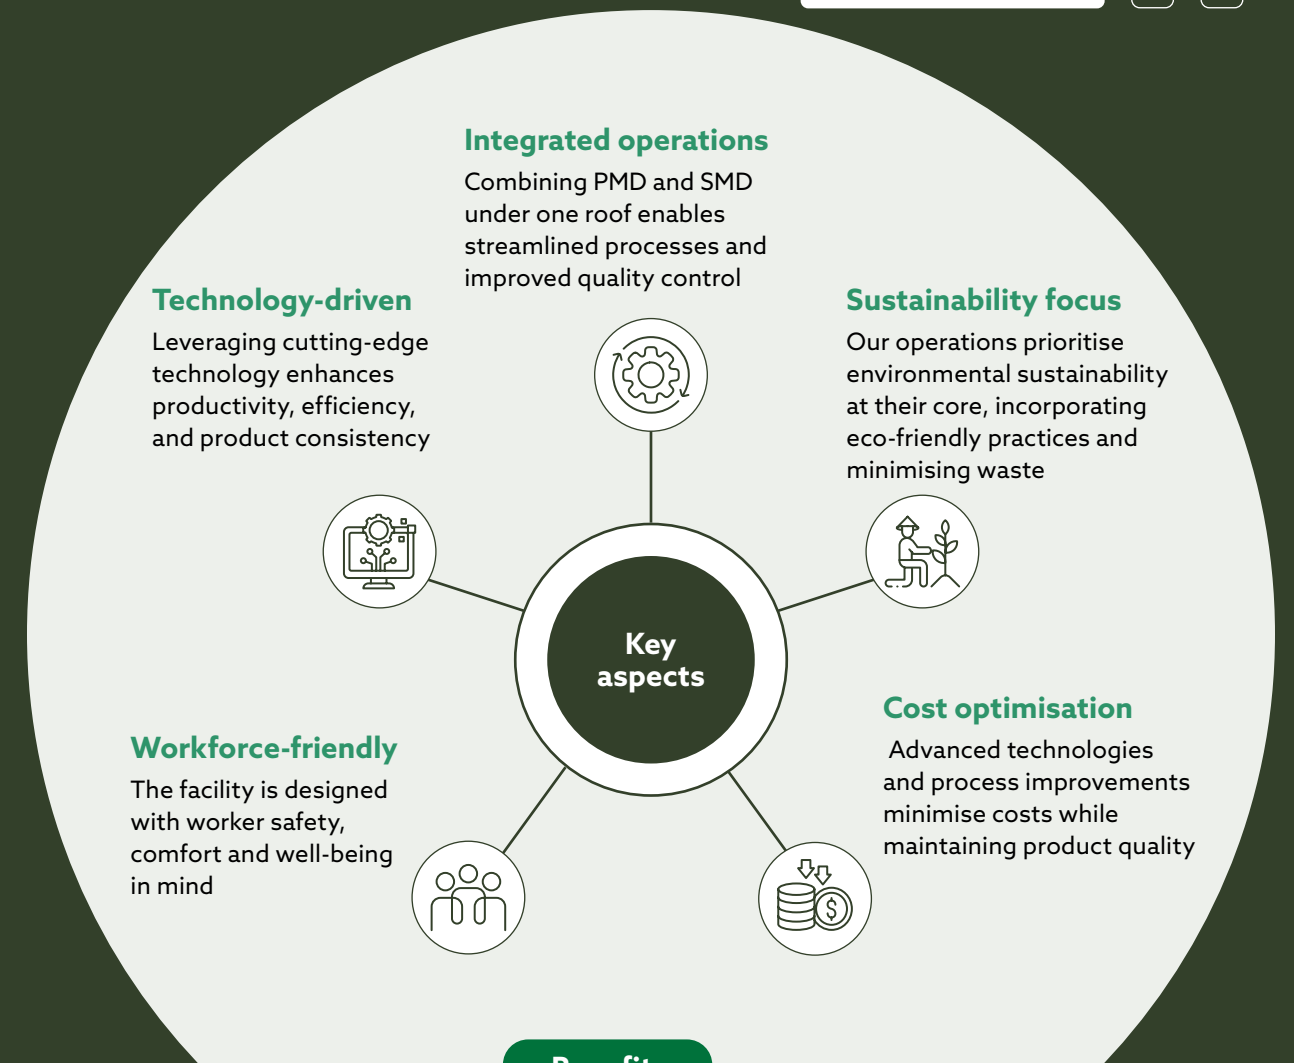 Integrated operations
Combining PMD and SMD
under one roof enables
streamlined processes and
improved quality control
Technology-driven
Leveraging cutting-edge
technology enhances
productivity, efficiency,
and product consistency
Sustainability focus
Our operations prioritise
environmental sustainability
at their core, incorporating
eco-friendly practices and
minimising waste
Key
aspects
Workforce-friendly
The facility is designed
with worker safety,
comfort and well-being
in mind
Cost optimisation
Advanced technologies
and process improvements
minimise costs while
maintaining product quality
$